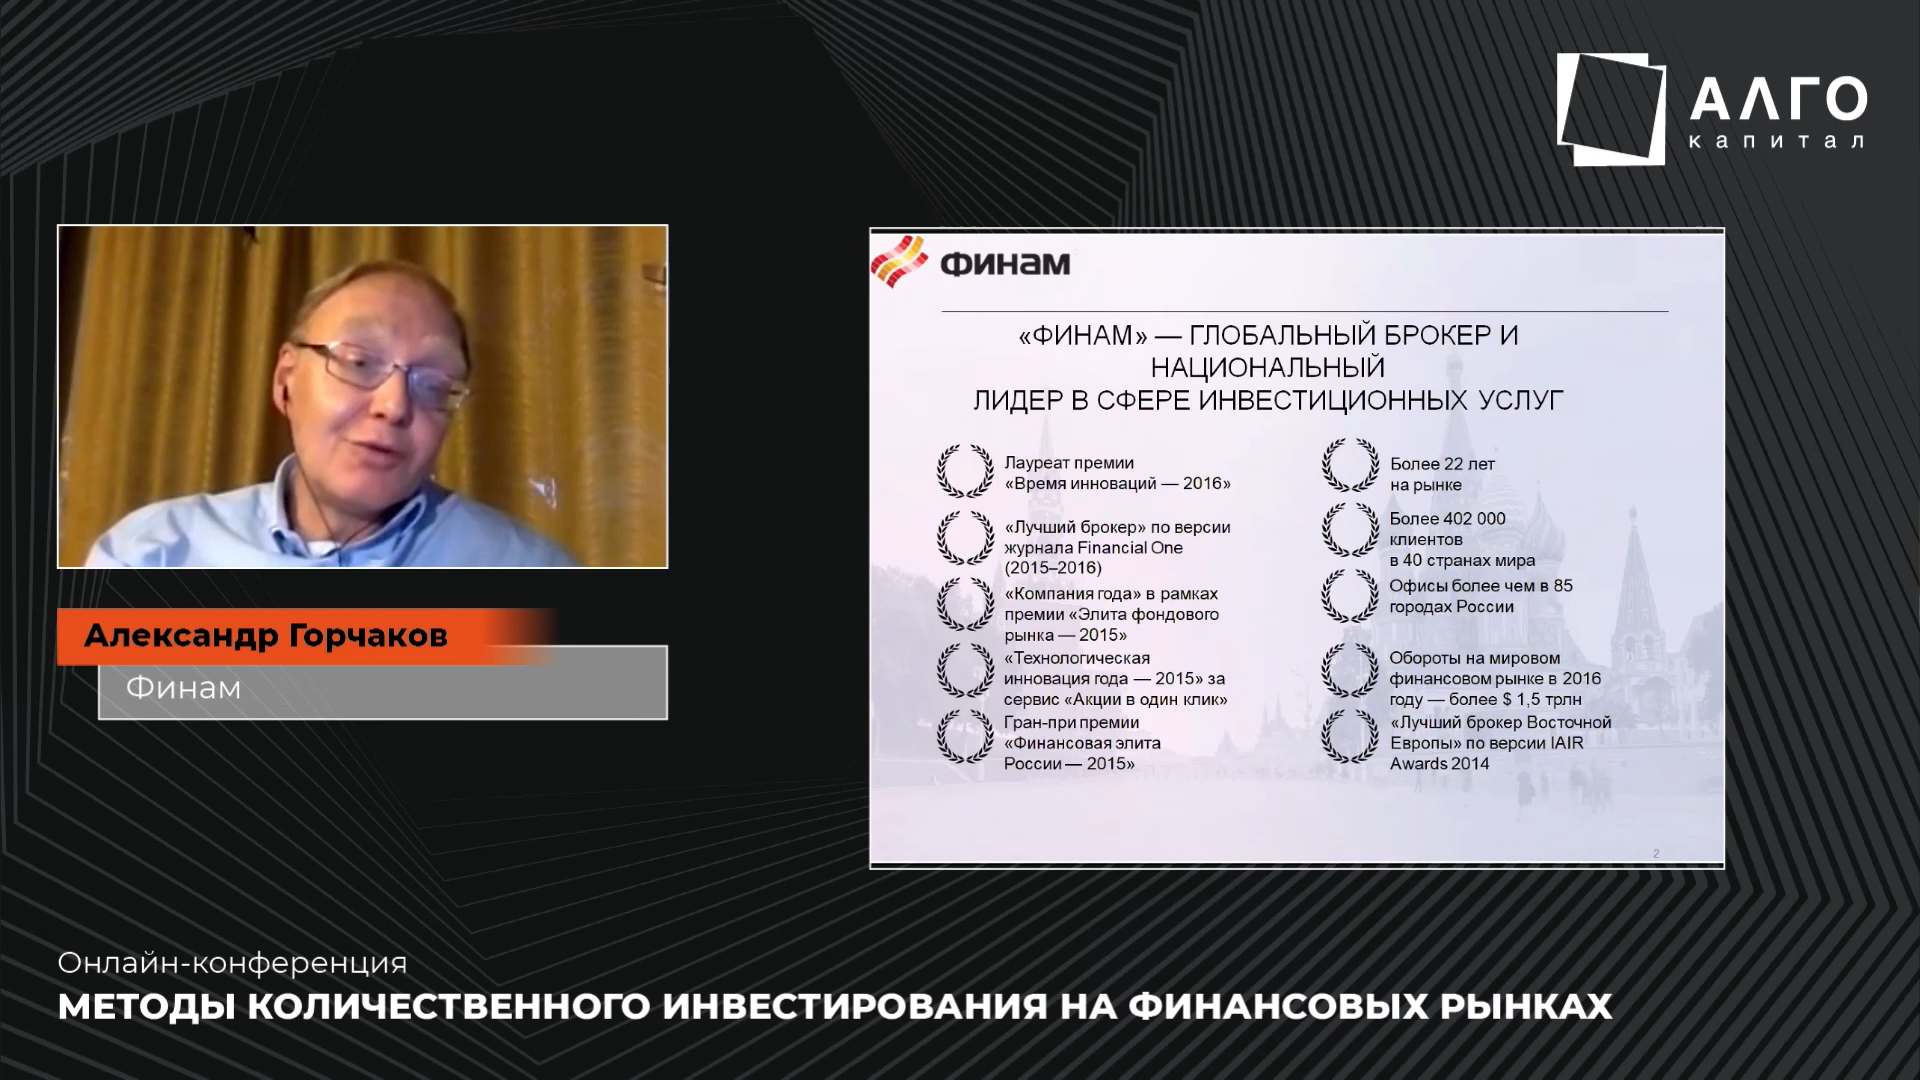 АЛГО
капитал
ФИНАМ
«ФИНАМ» — ГЛОБАЛЬНЫЙ БРОКЕР И
НАЦИОНАЛЬНЫЙ
ЛИДЕР В СФЕРЕ ИНВЕСТИЦИОННЫХ УСЛУГ
Лауреат премии
«Время инноваций — 2016»
«Лучший брокер» по версии
журнала Financial One
(2015–2016)
«Компания года» в рамках
премии «Элита фондового
рынка — 2015»
«Технологическая
инновация года — 2015» за
сервис «Акции в один клик»
Гран-при премии
«Финансовая элита
России — 2015»
Более 22 лет
на рынке
Более 402 000
клиентов
в 40 странах мира
Офисы более чем в 85
городах России
Обороты на мировом
финансовом рынке в 2016
году — более $ 1,5 трлн
«Лучший брокер Восточной
Европы» по версии IAIR
Awards 2014
2
Александр Горчаков
Финам
Онлайн-конференция
МЕТОДЫ КОЛИЧЕСТВЕННОГО ИНВЕСТИРОВАНИЯ НА ФИНАНСОВЫХ РЫНКАХ